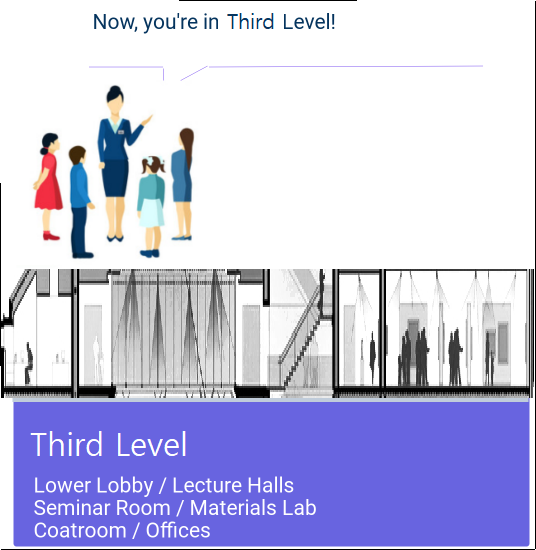 Now, you're in Third Level!
Third Level
Lower Lobby / Lecture Halls
Seminar Room / Materials Lab
Coatroom / Offices